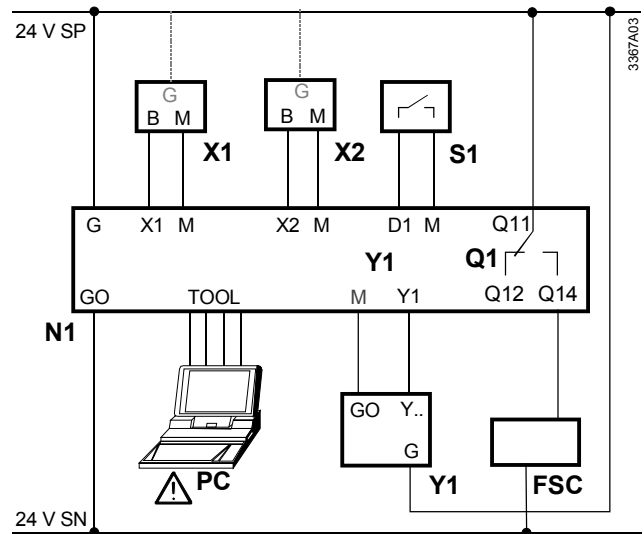 24 V SP
3367A03
G G
B M B M
X1 X2 S1
G X1 M X2 M D1 M Q11
Y1 Q1
GO TOOL M Y1 Q12 Q14
N1
GO Y..
G
PC Y1 FSC
24 V SN